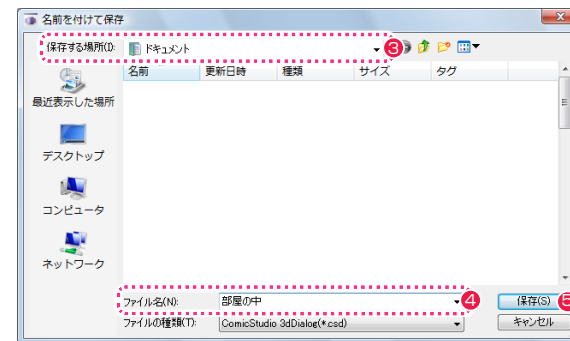 名前を付けて保存
保存する場所(I):
ドキュメント
3
名前 更新日時 種類 サイズ タグ
最近表示した場所
デスクトップ
コンピュータ
ネットワーク
ファイル名(N): 部屋の中
4
保存(S)
5
ファイルの種類(T): ComicStudio 3dDialog(*.csd)
キャンセル